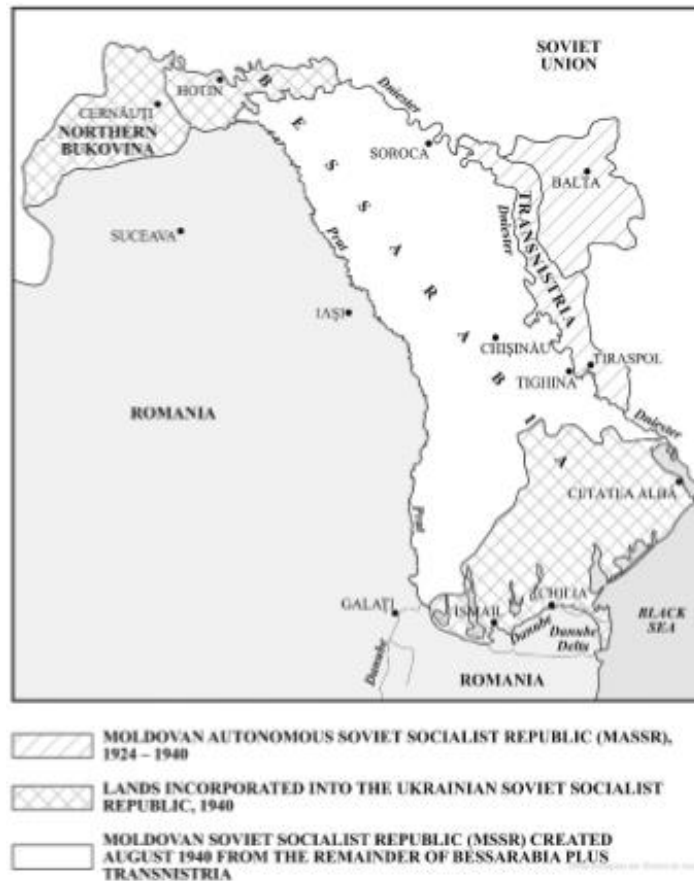 SOVIET
UNION
HOTIN
CERNĂUȚI
NORTHERN
BUKOVINA
BESSARABIA
Dniester
SOROCA
BALTA
TRANSNISTRIA
Dniester
SUCEAVA
Prut
IAȘI
CHIȘINĂU
TIRASPOL
TIGHINA
ROMANIA
Dniester
CETATEA ALBĂ
Prut
GALAȚI
ISMAIL
CHILIA
Danube
Danube
Delta
BLACK
SEA
Danube
ROMANIA
MOLDOVAN AUTONOMOUS SOVIET SOCIALIST REPUBLIC (MASSR),
1924 – 1940
LANDS INCORPORATED INTO THE UKRAINIAN SOVIET SOCIALIST
REPUBLIC, 1940
MOLDOVAN SOVIET SOCIALIST REPUBLIC (MSSR) CREATED
AUGUST 1940 FROM THE REMAINDER OF BESSARABIA PLUS
TRANSNISTRIA